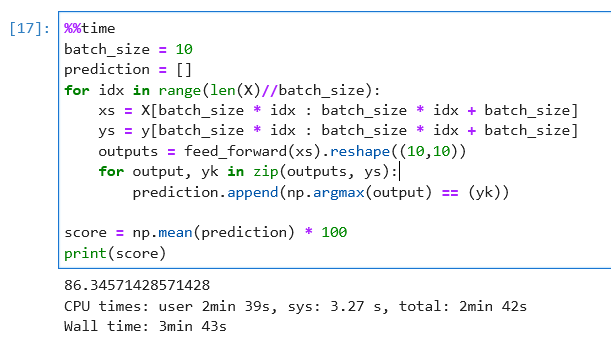 [17]: %%time
batch_size = 10
prediction = []
for idx in range(len(X)//batch_size):
    xs = X[batch_size * idx : batch_size * idx + batch_size]
    ys = y[batch_size * idx : batch_size * idx + batch_size]
    outputs = feed_forward(xs).reshape((10,10))
    for output, yk in zip(outputs, ys):
        prediction.append(np.argmax(output) == (yk))
score = np.mean(prediction) * 100
print(score)
86.34571428571428
CPU times: user 2min 39s, sys: 3.27 s, total: 2min 42s
Wall time: 3min 43s